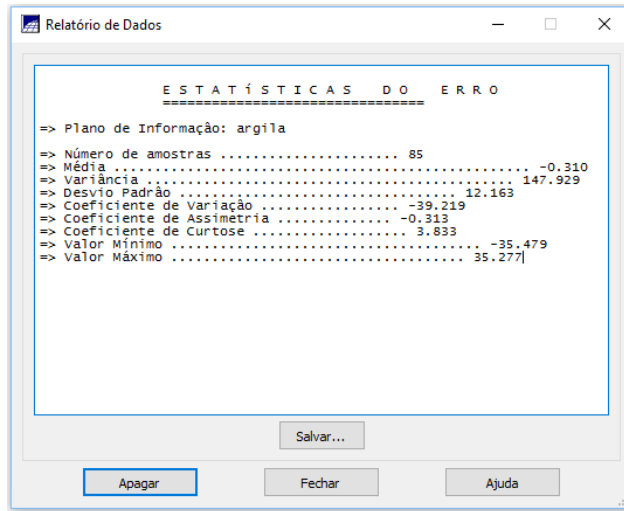 Relatório de Dados
E S T A T Í S T I C A S   D O   E R R O
================================
=> Plano de Informação: argila
=> Número de amostras ...................... 85
=> Média ................................................... -0.310
=> Variância ............................................. 147.929
=> Desvio Padrão .................................. 12.163
=> Coeficiente de Variação ................. -39.219
=> Coeficiente de Assimetria .............. -0.313
=> Coeficiente de Curtose ................... 3.833
=> Valor Mínimo ...................................... -35.479
=> Valor Máximo .................................... 35.277
Salvar...
Apagar
Fechar
Ajuda